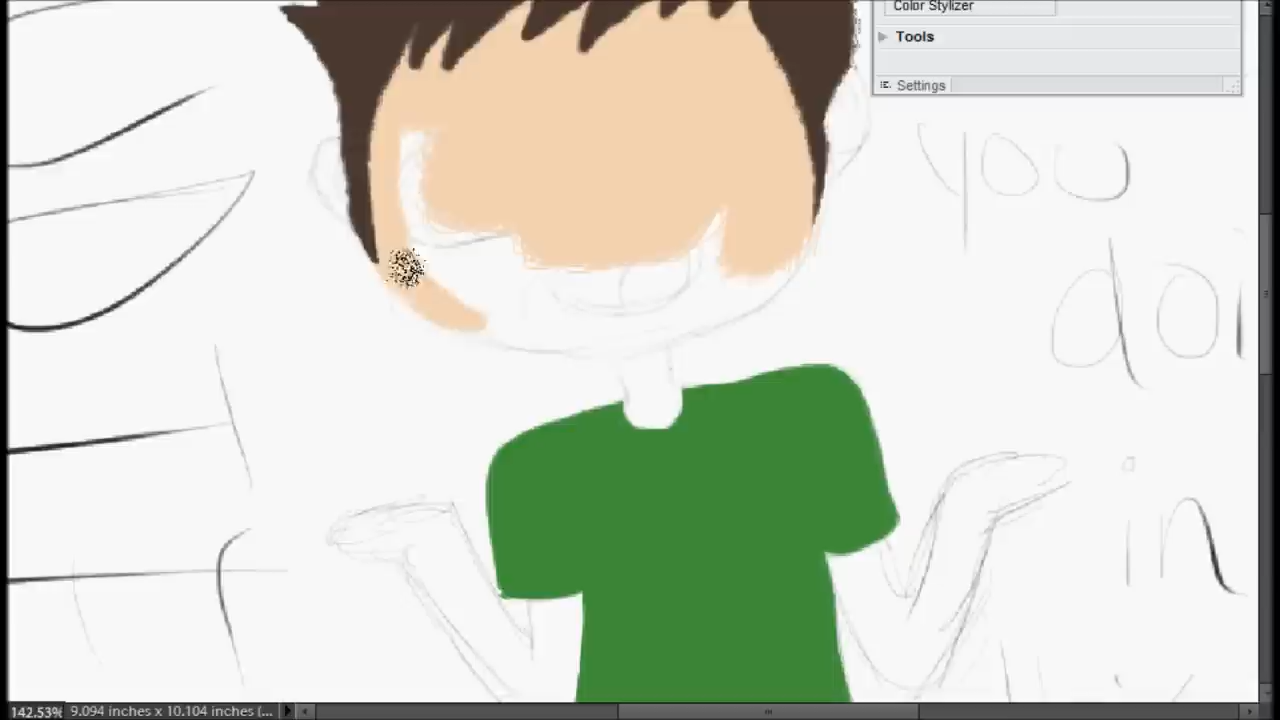 Color Stylizer
Tools
Settings
you
do
in
142.53% 9.094 inches x 10.104 inches (...